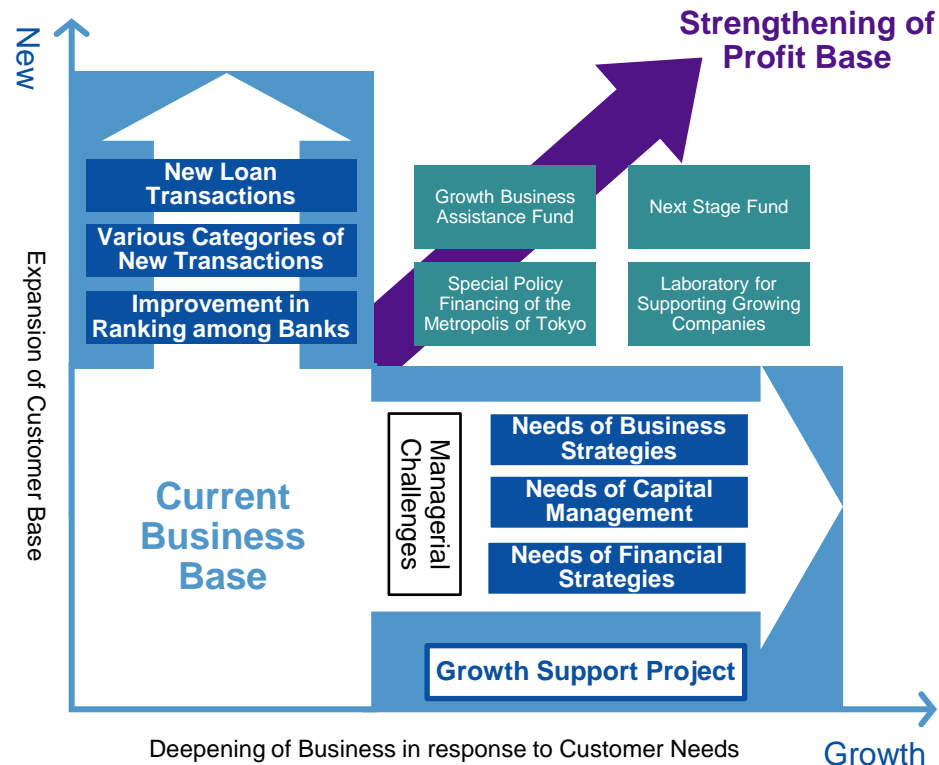 Strengthening of
Profit Base
New
New Loan
Transactions
Various Categories of
New Transactions
Improvement in
Ranking among Banks
Growth Business
Assistance Fund
Next Stage Fund
Special Policy
Financing of the
Metropolis of Tokyo
Laboratory for
Supporting Growing
Companies
Expansion of Customer Base
Current
Business
Base
Managerial
Challenges
Needs of Business
Strategies
Needs of Capital
Management
Needs of Financial
Strategies
Growth Support Project
Deepening of Business in response to Customer Needs
Growth